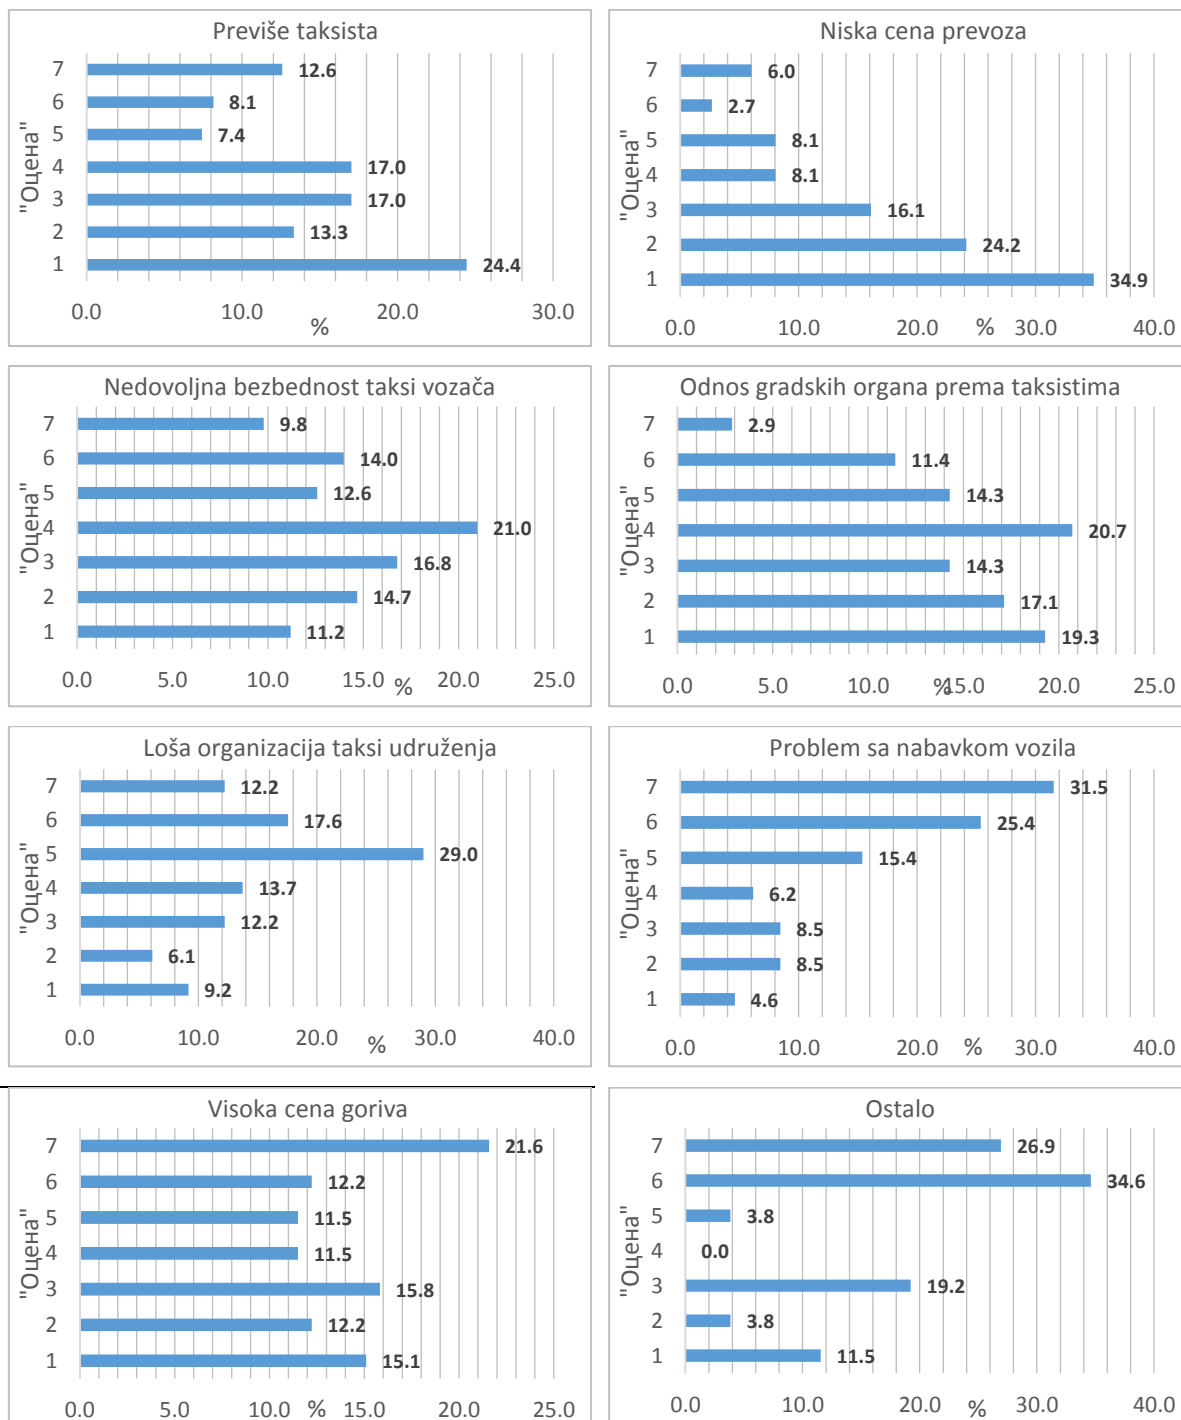 Previše taksista
"Оцена"
7 12.6
6 8.1
5 7.4
4 17.0
3 17.0
2 13.3
1 24.4
0.0 10.0 20.0 30.0
%
Niska cena prevoza
"Оцена"
7 6.0
6 2.7
5 8.1
4 8.1
3 16.1
2 24.2
1 34.9
0.0 10.0 20.0 % 30.0 40.0
Nedovoljna bezbednost taksi vozača
"Оцена"
7 9.8
6 14.0
5 12.6
4 21.0
3 16.8
2 14.7
1 11.2
0.0 5.0 10.0 15.0 % 20.0 25.0
Odnos gradskih organa prema taksistima
"Оцена"
7 2.9
6 11.4
5 14.3
4 20.7
3 14.3
2 17.1
1 19.3
0.0 5.0 10.0 % 15.0 20.0 25.0
Loša organizacija taksi udruženja
"Оцена"
7 12.2
6 17.6
5 29.0
4 13.7
3 12.2
2 6.1
1 9.2
0.0 10.0 20.0 % 30.0 40.0
Problem sa nabavkom vozila
"Оцена"
7 31.5
6 25.4
5 15.4
4 6.2
3 8.5
2 8.5
1 4.6
0.0 10.0 20.0 % 30.0 40.0
Visoka cena goriva
"Оцена"
7 21.6
6 12.2
5 11.5
4 11.5
3 15.8
2 12.2
1 15.1
0.0 5.0 10.0 % 15.0 20.0 25.0
Ostalo
"Оцена"
7 26.9
6 34.6
5 3.8
4 0.0
3 19.2
2 3.8
1 11.5
0.0 10.0 20.0 % 30.0 40.0